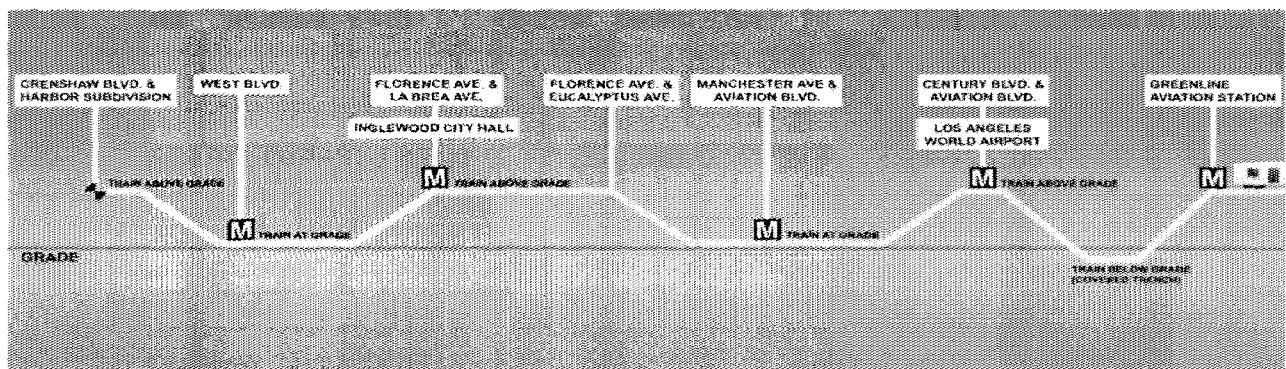 CRENSHAW BLVD. &
HARBOR SUBDIVISION
WEST BLVD.
FLORENCE AVE. &
LA BREA AVE.
INGLEWOOD CITY HALL
FLORENCE AVE. &
EUCALYPTUS AVE.
MANCHESTER AVE &
AVIATION BLVD.
CENTURY BLVD. &
AVIATION BLVD.
LOS ANGELES
WORLD AIRPORT
GREENLINE
AVIATION STATION
TRAIN ABOVE GRADE
M TRAIN ABOVE GRADE
M TRAIN ABOVE GRADE
M
M TRAIN AT GRADE
M TRAIN AT GRADE
GRADE
TRAIN BELOW GRADE
(COVERED TRENCH)